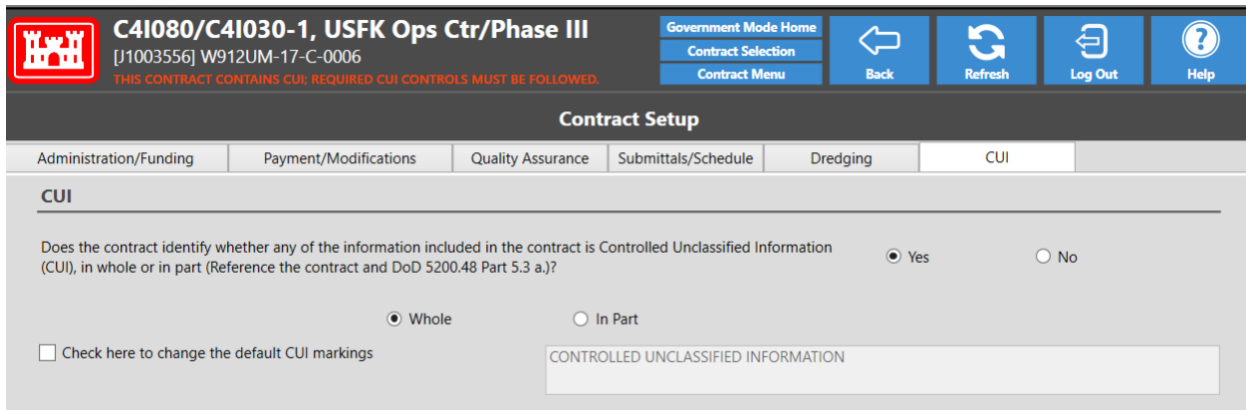 C4I080/C4I030-1, USFK Ops Ctr/Phase III
[J1003556] W912UM-17-C-0006
THIS CONTRACT CONTAINS CUI; REQUIRED CUI CONTROLS MUST BE FOLLOWED.
Government Mode Home
Contract Selection
Contract Menu
Back
Refresh
Log Out
Help
Contract Setup
Administration/Funding
Payment/Modifications
Quality Assurance
Submittals/Schedule
Dredging
CUI
CUI
Does the contract identify whether any of the information included in the contract is Controlled Unclassified Information
(CUI), in whole or in part (Reference the contract and DoD 5200.48 Part 5.3 a.)?
Yes
No
Whole
In Part
Check here to change the default CUI markings
CONTROLLED UNCLASSIFIED INFORMATION